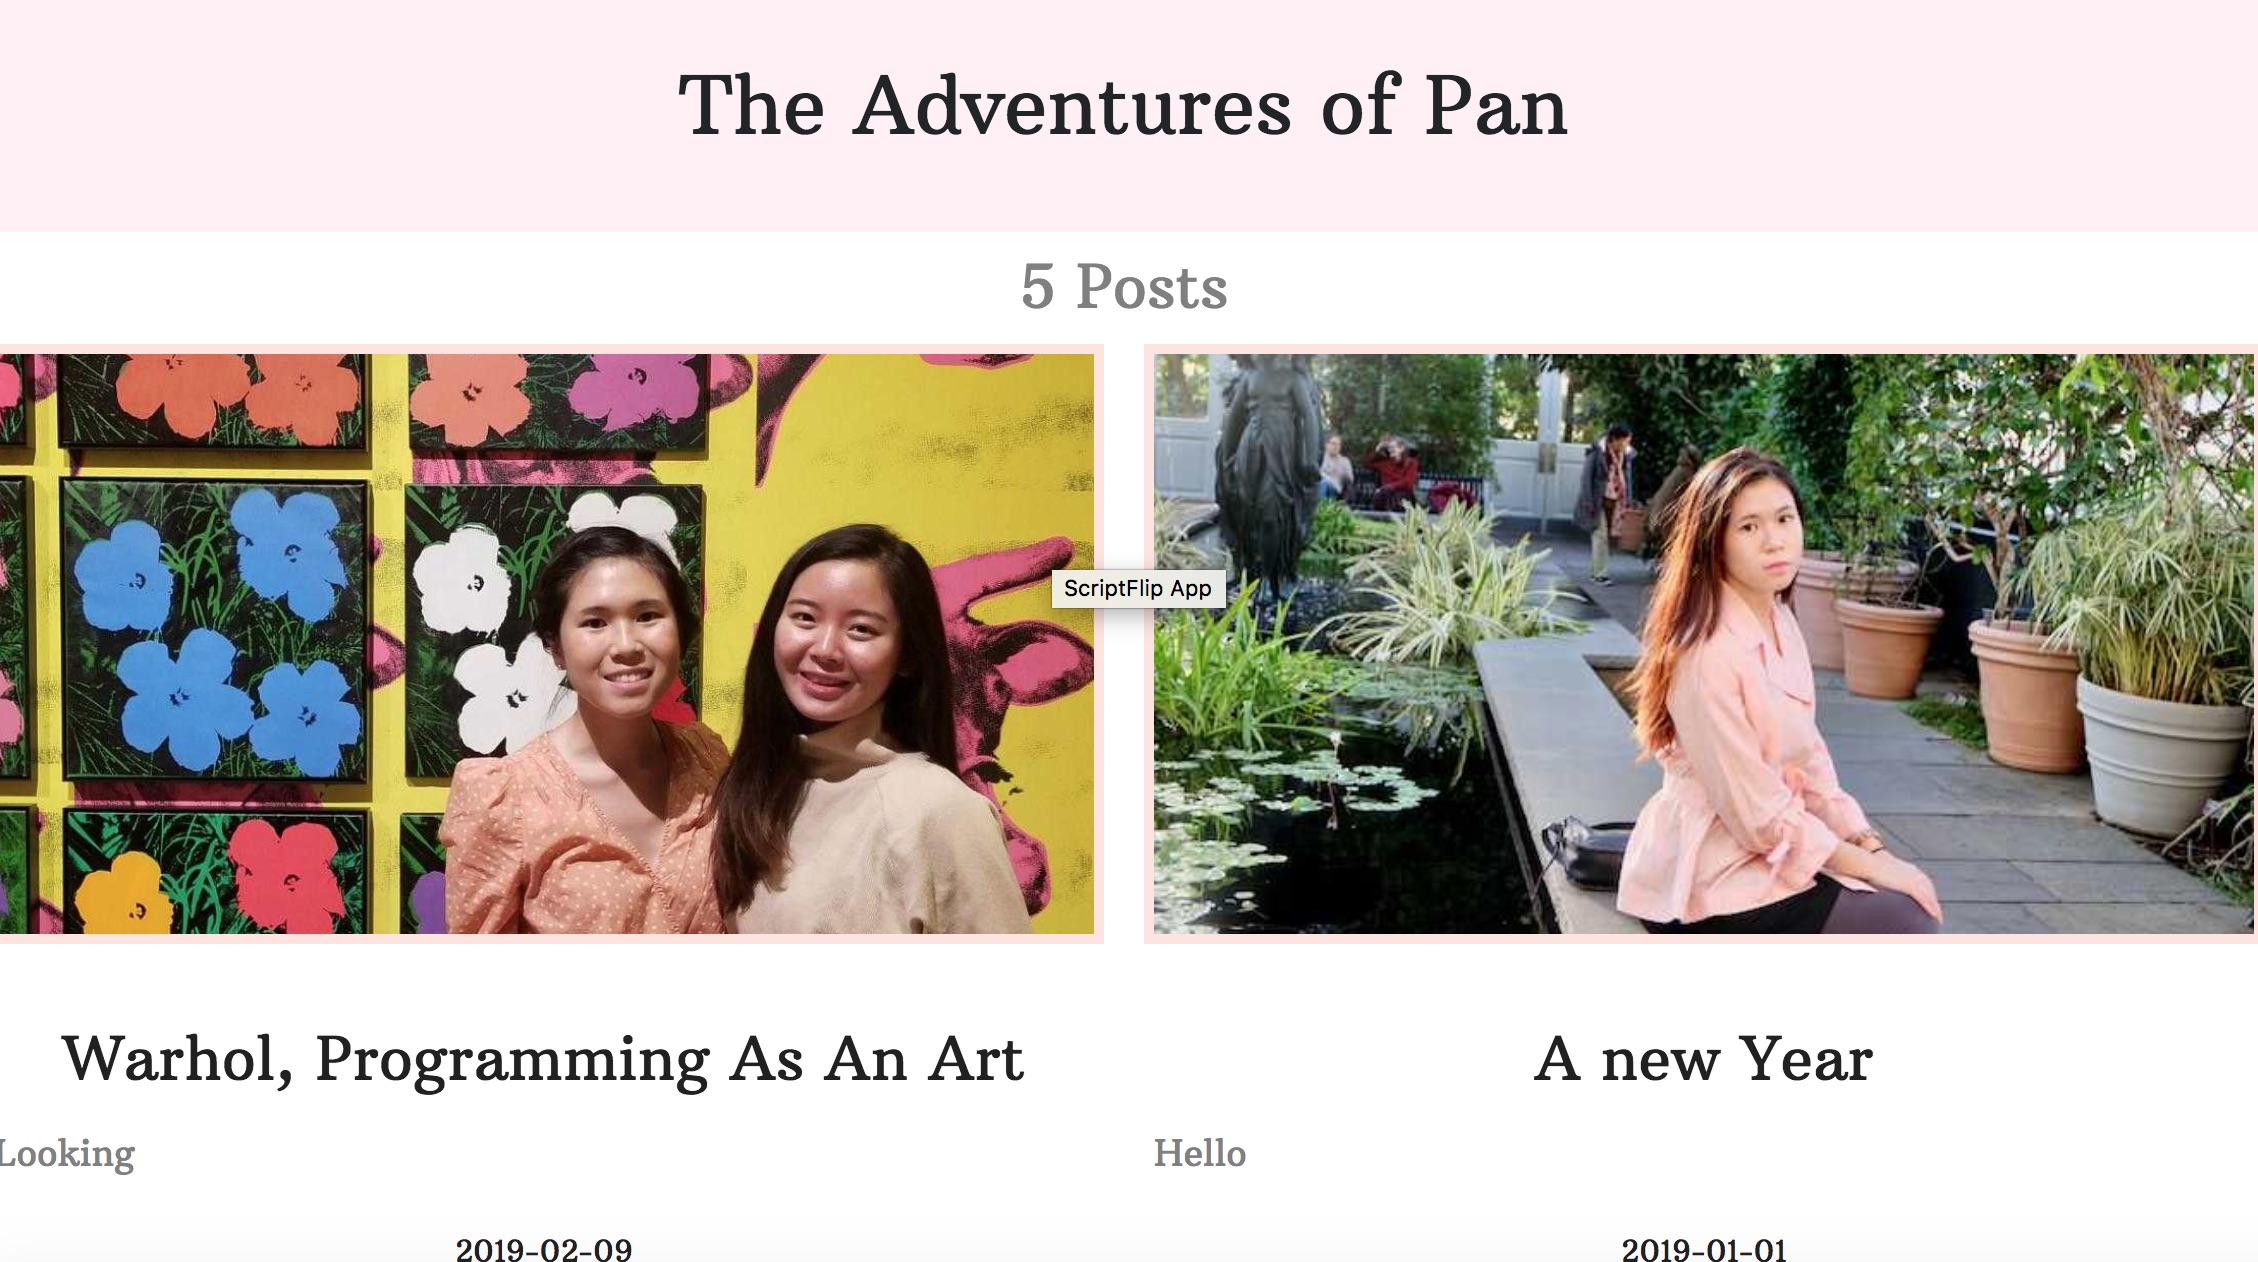 The Adventures of Pan
5 Posts
ScriptFlip App
Warhol, Programming As An Art
Looking
2019-02-09
A new Year
Hello
2019-01-01